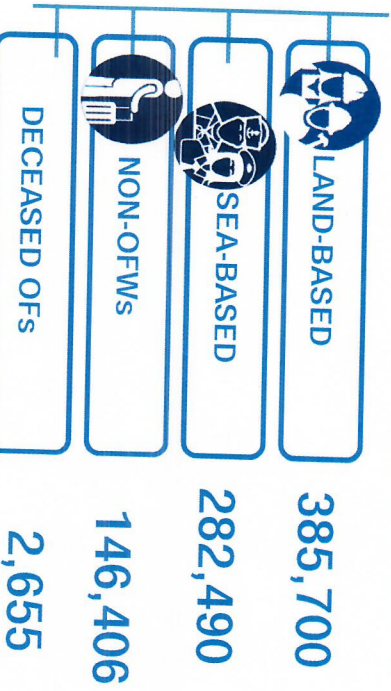 LAND-BASED 385,700
SEA-BASED 282,490
NON-OFWs 146,406
DECEASED OFs 2,655